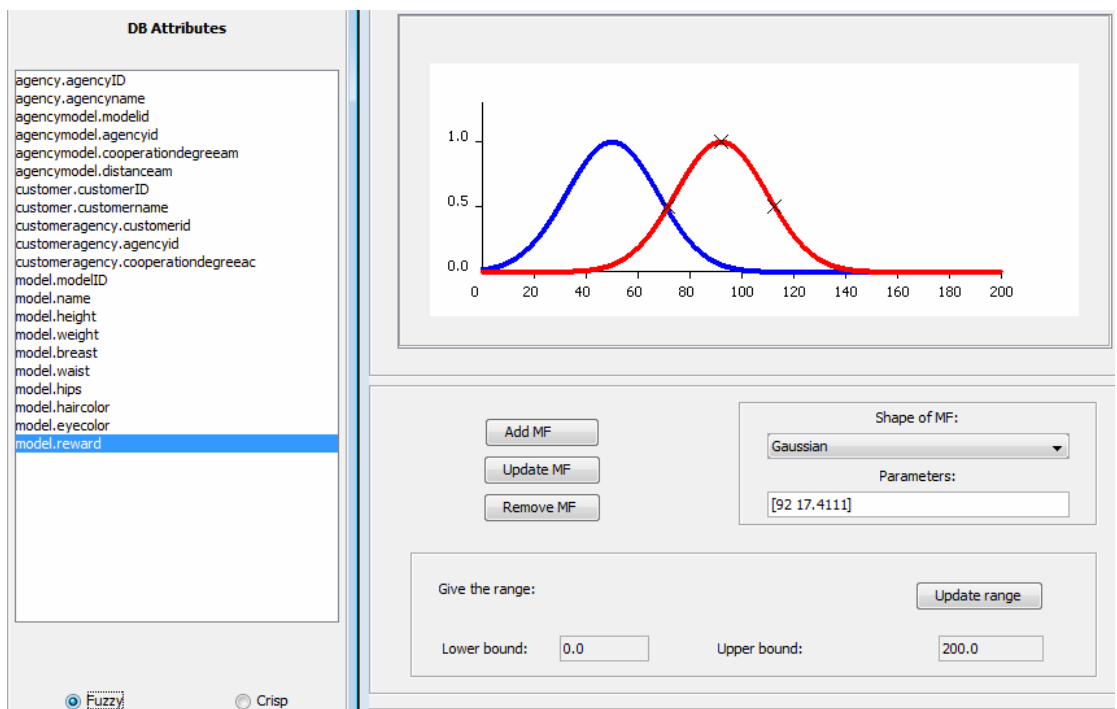 DB Attributes
agency.agencyID
agency.agencyname
agencymodel.modelid
agencymodel.agencyid
agencymodel.cooperationdegreeam
agencymodel.distanceam
customer.customerID
customer.customername
customeragency.customerid
customeragency.agencyid
customeragency.cooperationdegreeac
model.modelID
model.name
model.height
model.weight
model.breast
model.waist
model.hips
model.haircolor
model.eyecolor
model.reward
Fuzzy Crisp
1.0
0.5
0.0
0 20 40 60 80 100 120 140 160 180 200
Add MF
Update MF
Remove MF
Shape of MF:
Gaussian
Parameters:
[92 17.4111]
Give the range:
Update range
Lower bound: 0.0 Upper bound: 200.0